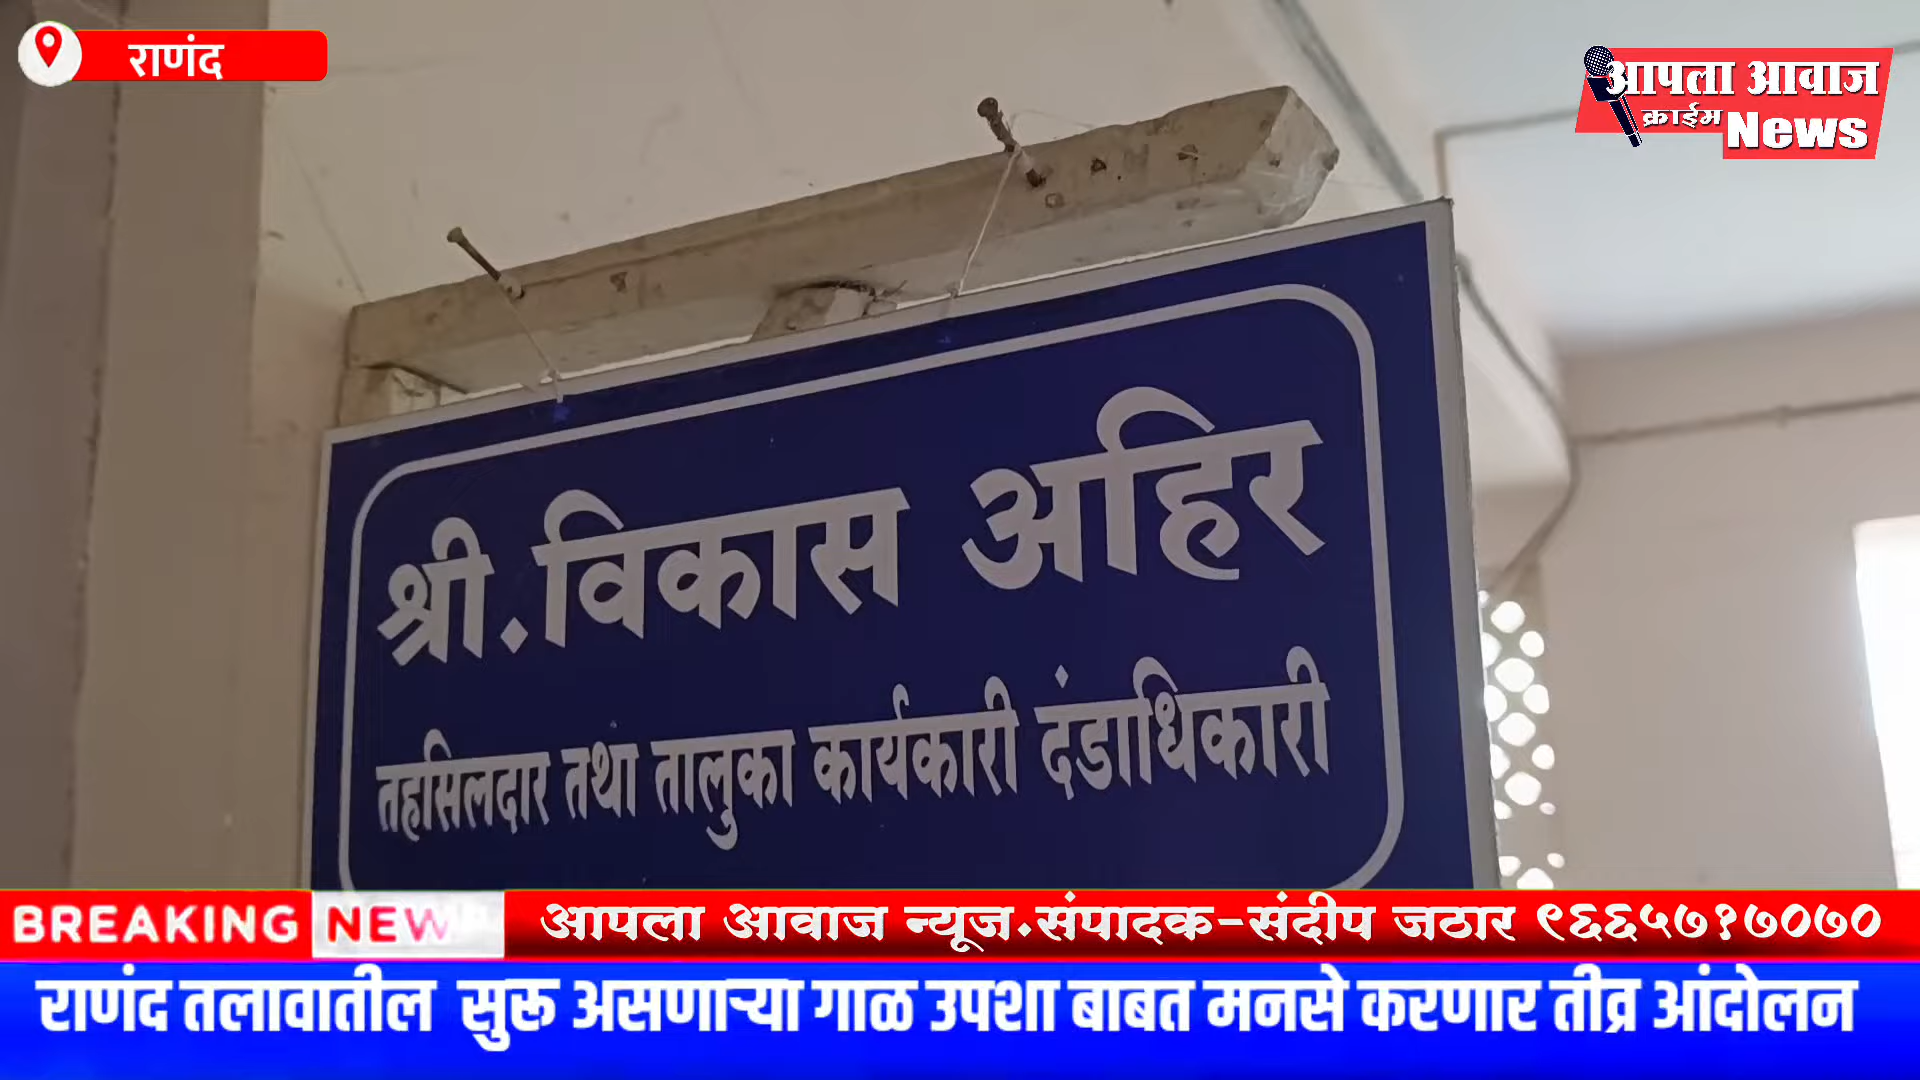 राणंद
आपला आवाज
क्राईम News
श्री.विकास अहिर
तहसिलदार तथा तालुका कार्यकारी दंडाधिकारी
BREAKING NEW
आपला आवाज न्यूज.संपादक-संदीप जठार ९६६५७१७०७०
राणंद तलावातील सुरू असणाऱ्या गाळ उपशा बाबत मनसे करणार तीव्र आंदोलन